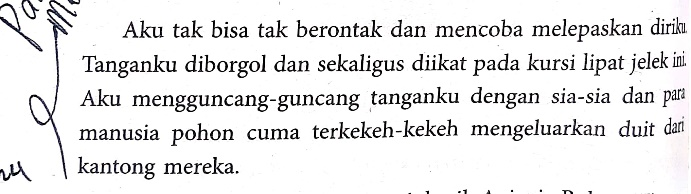 Aku tak bisa tak berontak dan mencoba melepaskan diriku.
Tanganku diborgol dan sekaligus diikat pada kursi lipat jelek ini.
Aku mengguncang-guncang tanganku dengan sia-sia dan para
manusia pohon cuma terkekeh-kekeh mengeluarkan duit dari
kantong mereka.